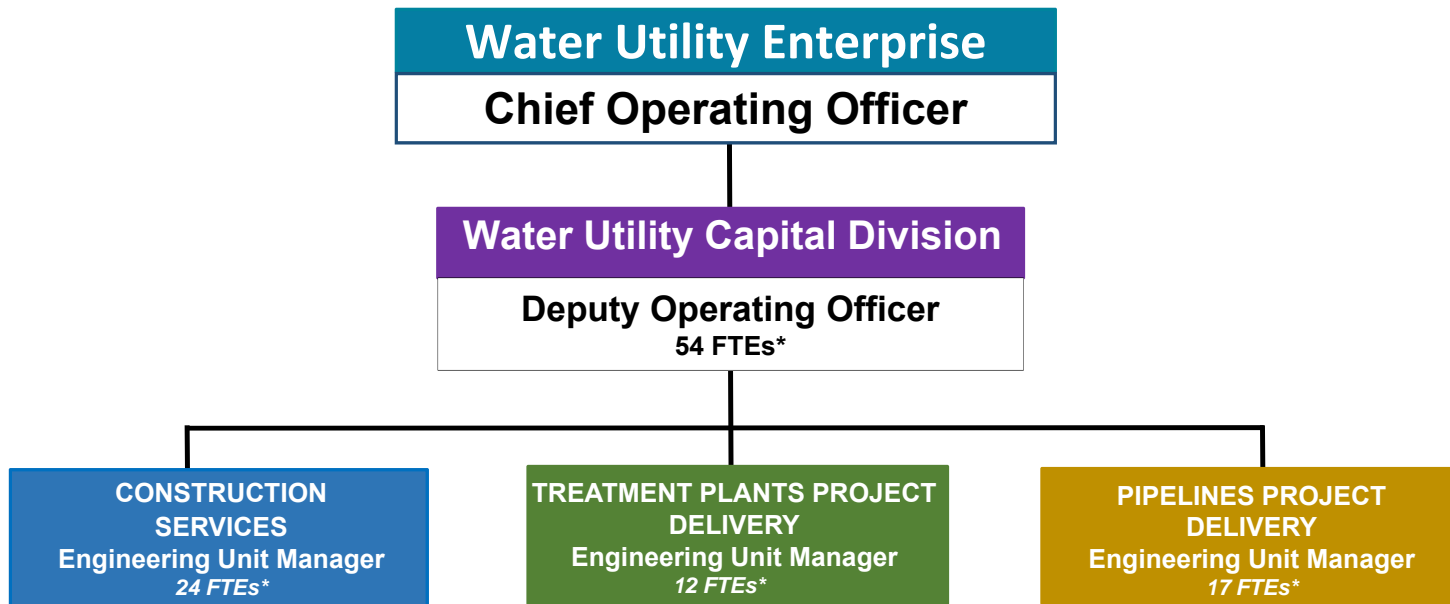 Water Utility Enterprise
Chief Operating Officer
Water Utility Capital Division
Deputy Operating Officer
54 FTEs*
CONSTRUCTION
SERVICES
Engineering Unit Manager
24 FTEs*
TREATMENT PLANTS PROJECT
DELIVERY
Engineering Unit Manager
12 FTEs*
PIPELINES PROJECT
DELIVERY
Engineering Unit Manager
17 FTEs*